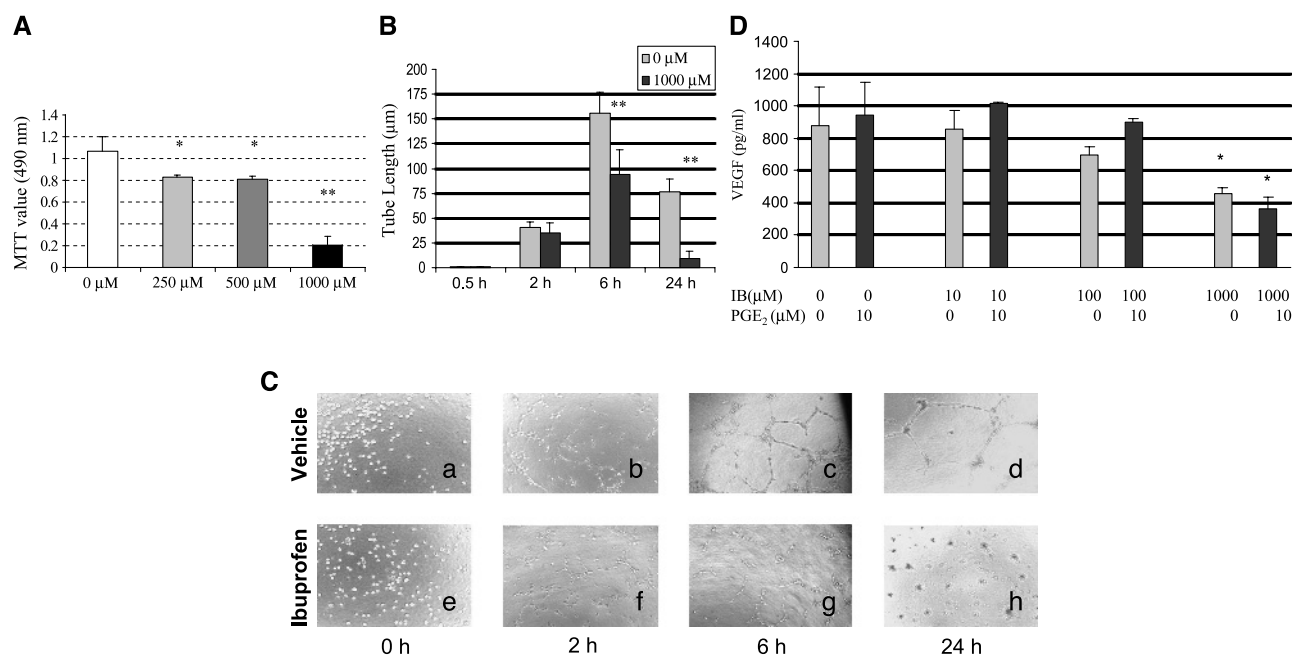 A
MTT value (490 nm)
1.4
1.2
1
0.8
0.6
0.4
0.2
0
*
*
**
0 µM
250 µM
500 µM
1000 µM
B
Tube Length (µm)
200
175
150
125
100
75
50
25
0
0 µM
1000 µM
**
**
0.5 h
2 h
6 h
24 h
D
VEGF (pg/ml)
1400
1200
1000
800
600
400
200
0
*
*
IB(µM) 0 0 10 10 100 100 1000 1000
PGE2 (µM) 0 10 0 10 0 10 0 10
C
Vehicle
a
b
c
d
Ibuprofen
e
f
g
h
0 h
2 h
6 h
24 h